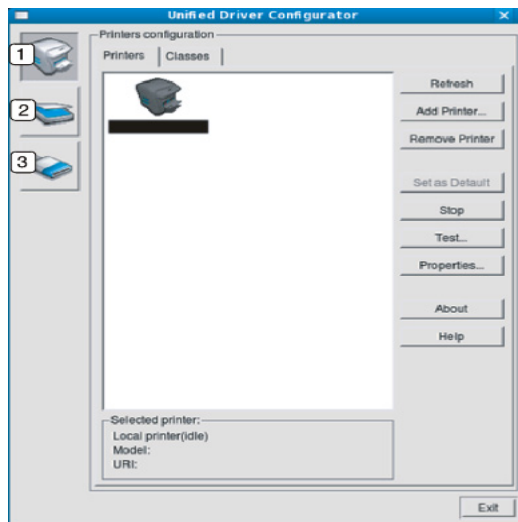 Unified Driver Configurator
1
2
3
Printers configuration
Printers
Classes
Refresh
Add Printer...
Remove Printer
Set as Default
Stop
Test...
Properties...
About
Help
Selected printer:
Local printer(idle)
Model:
URI:
Exit